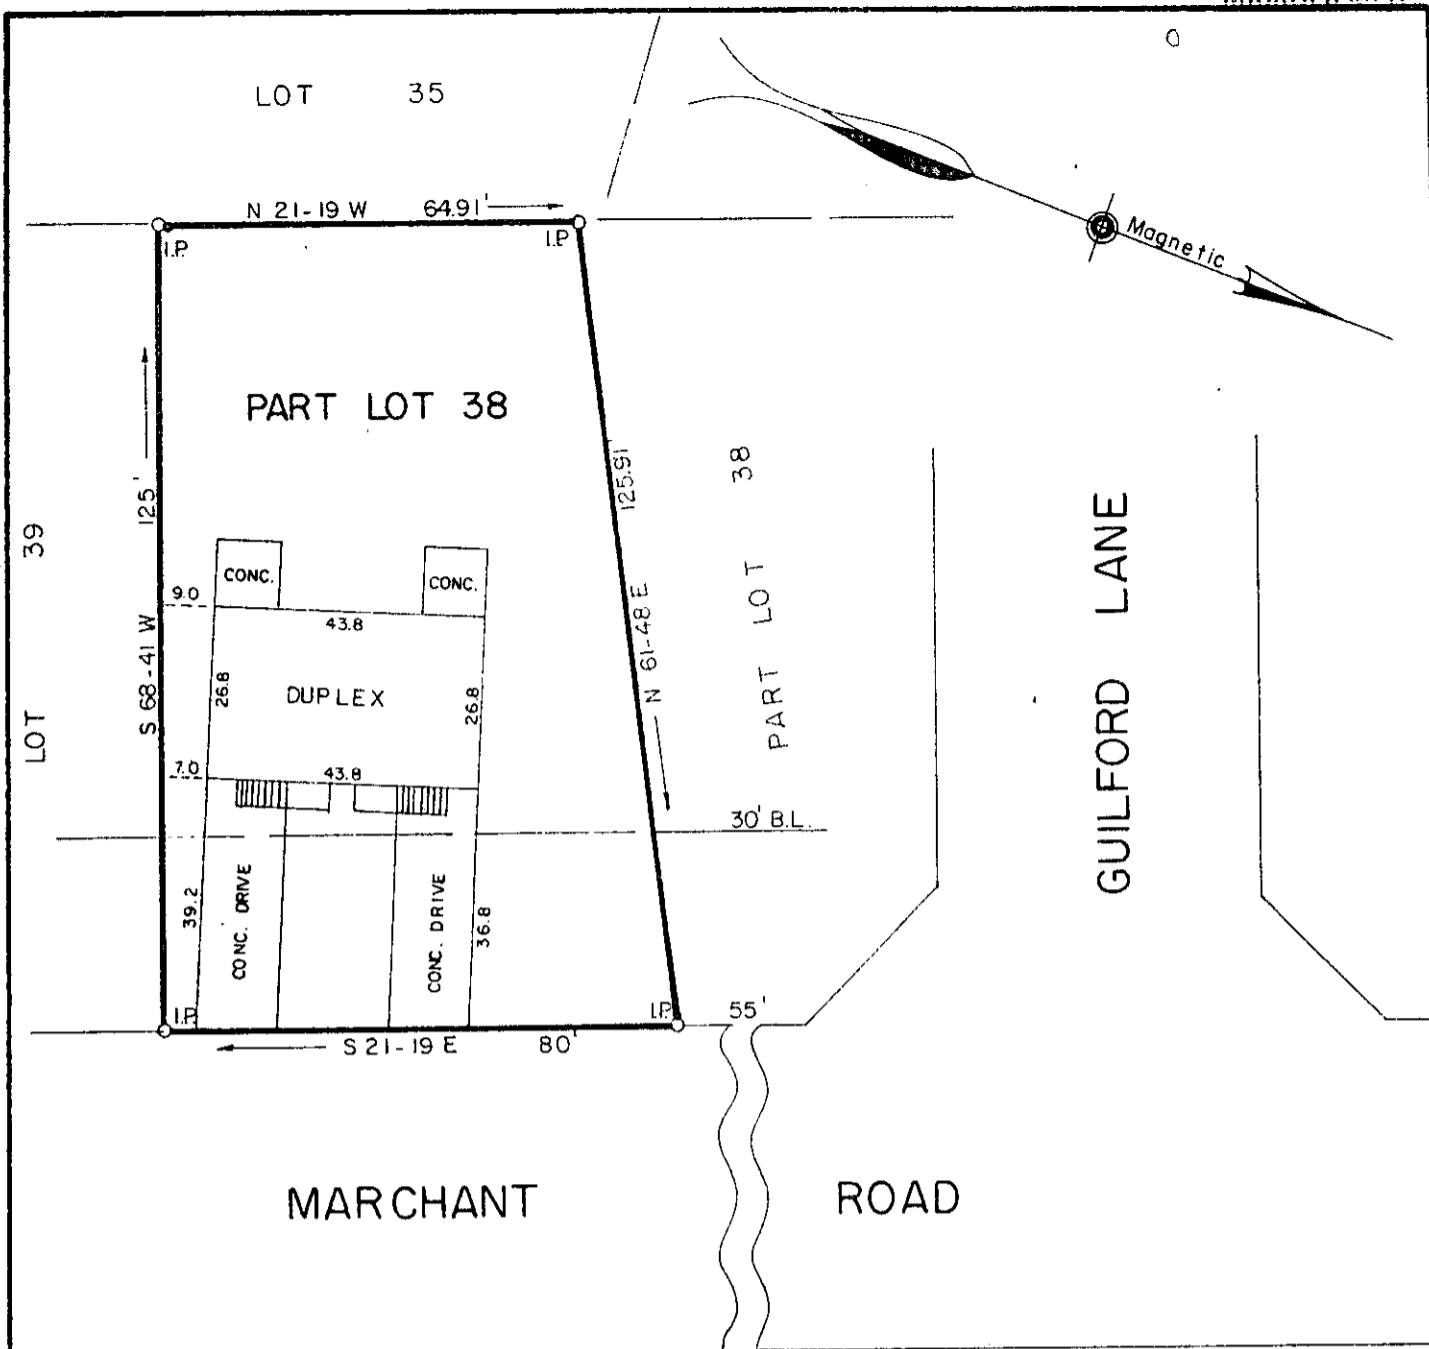 LOT 35
N 21-19 W 64.91'
I.P.
I.P
Magnetic
PART LOT 38
LOT 39
S 68-41 W 125'
125.91'
N 61-48 E
PART LOT 38
GUILFORD LANE
CONC.
CONC.
9.0
43.8
26.8
DUPLEX
26.8
7.0
43.8
30' B.L.
39.2
CONC. DRIVE
CONC. DRIVE
36.8
I.P.
I.P.
55'
S 21-19 E 80'
MARCHANT ROAD